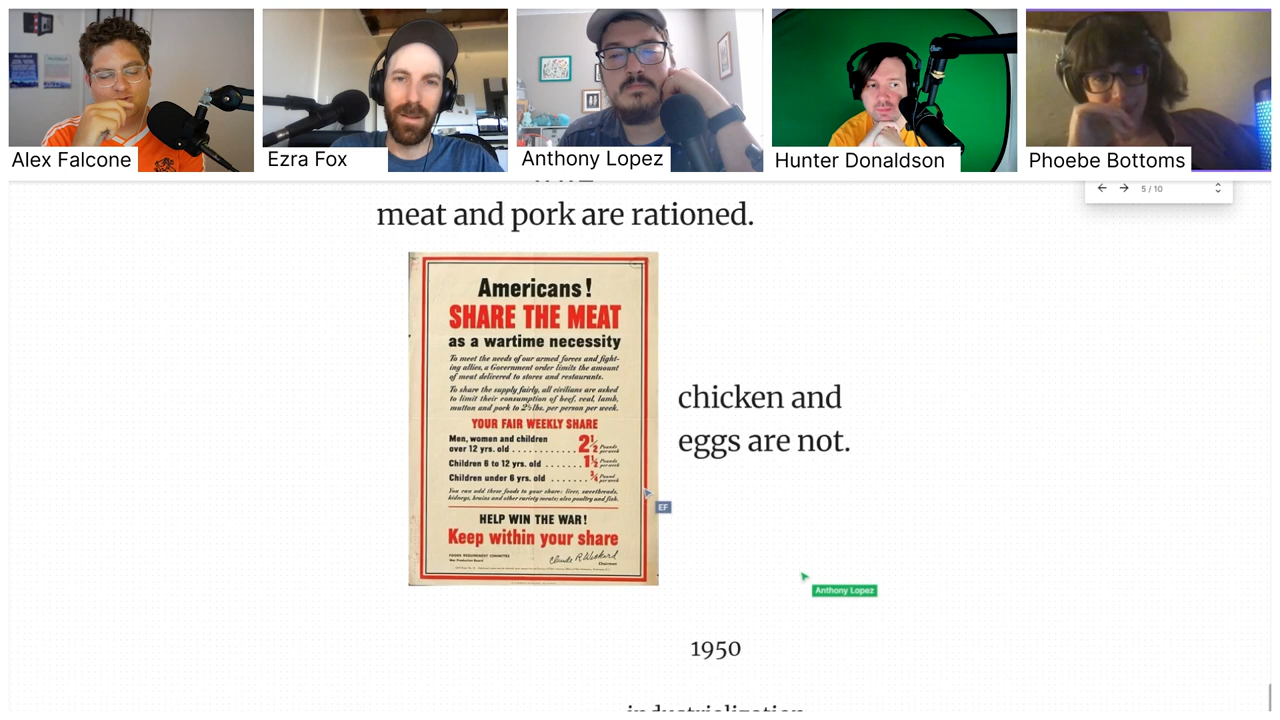 Alex Falcone
Ezra Fox
Anthony Lopez
Hunter Donaldson
Phoebe Bottoms
5 / 10
meat and pork are rationed.
Americans!
SHARE THE MEAT
as a wartime necessity
To meet the needs of our armed forces and fight-
ing allies, a Government order limits the amount
of meat delivered to stores and restaurants.
To share the supply fairly, all civilians are asked
to limit their consumption of beef, veal, lamb,
mutton and pork to 2½ lbs. per person per week.
YOUR FAIR WEEKLY SHARE
Men, women and children
over 12 yrs. old . . . . . . . . . . . . 2½ Pounds per week
Children 6 to 12 yrs. old . . . . . . . 1½ Pounds per week
Children under 6 yrs. old . . . . . . . ¾ Pound per week
You can add these foods to your share: liver, sweetbreads,
kidneys, brains and other variety meats; also poultry and fish.
HELP WIN THE WAR!
Keep within your share
FOODS REQUIREMENTS COMMITTEE
War Production Board
Claude R. Wickard
Chairman
chicken and
eggs are not.
EF
Anthony Lopez
1950
industrialization